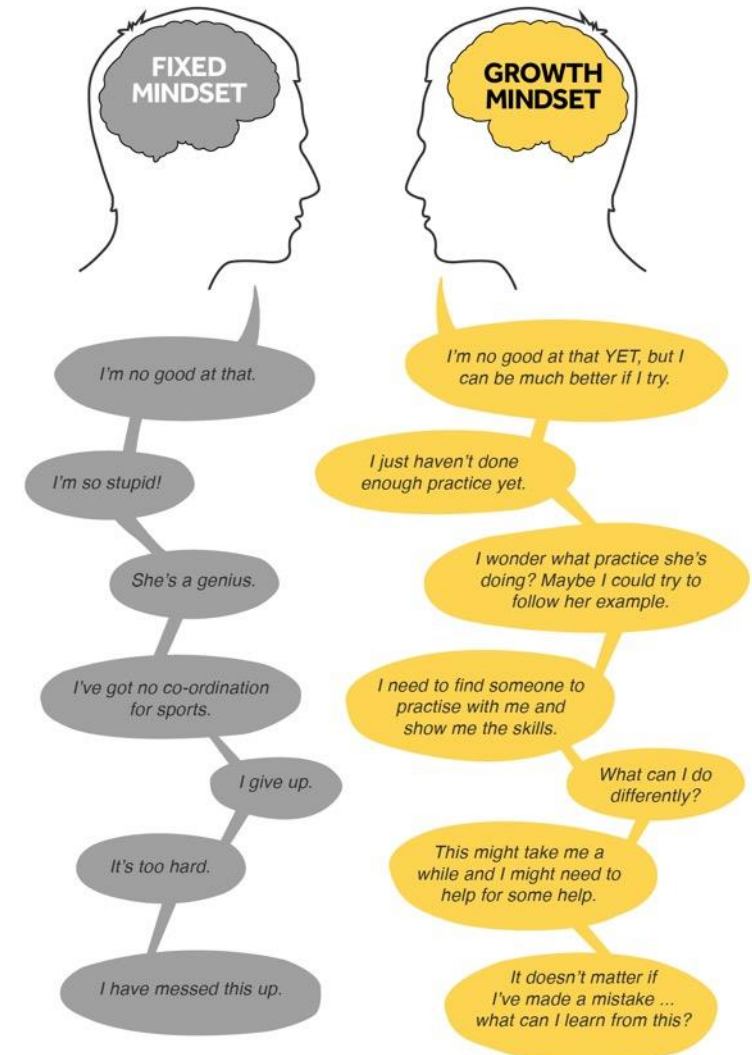 FIXED
MINDSET
I'm no good at that.
I'm so stupid!
She's a genius.
I've got no co-ordination
for sports.
I give up.
It's too hard.
I have messed this up.
GROWTH
MINDSET
I'm no good at that YET, but I
can be much better if I try.
I just haven't done
enough practice yet.
I wonder what practice she's
doing? Maybe I could try to
follow her example.
I need to find someone to
practise with me and
show me the skills.
What can I do
differently?
This might take me a
while and I might need to
help for some help.
It doesn't matter if
I've made a mistake ...
what can I learn from this?